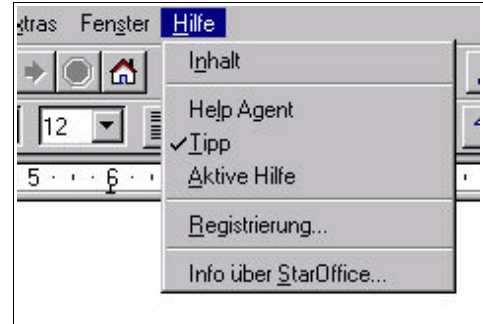 xtras Fenster Hilfe
Inhalt
12
Help Agent
Tipp
Aktive Hilfe
5 6
Registrierung...
Info über StarOffice...